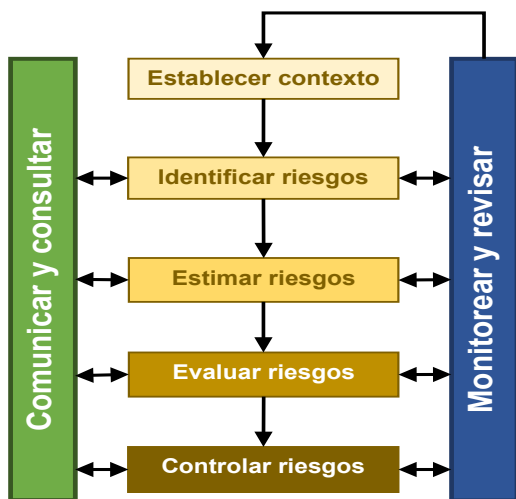 Establecer contexto
Comunicar y consultar
Identificar riesgos
Monitorear y revisar
Estimar riesgos
Evaluar riesgos
Controlar riesgos